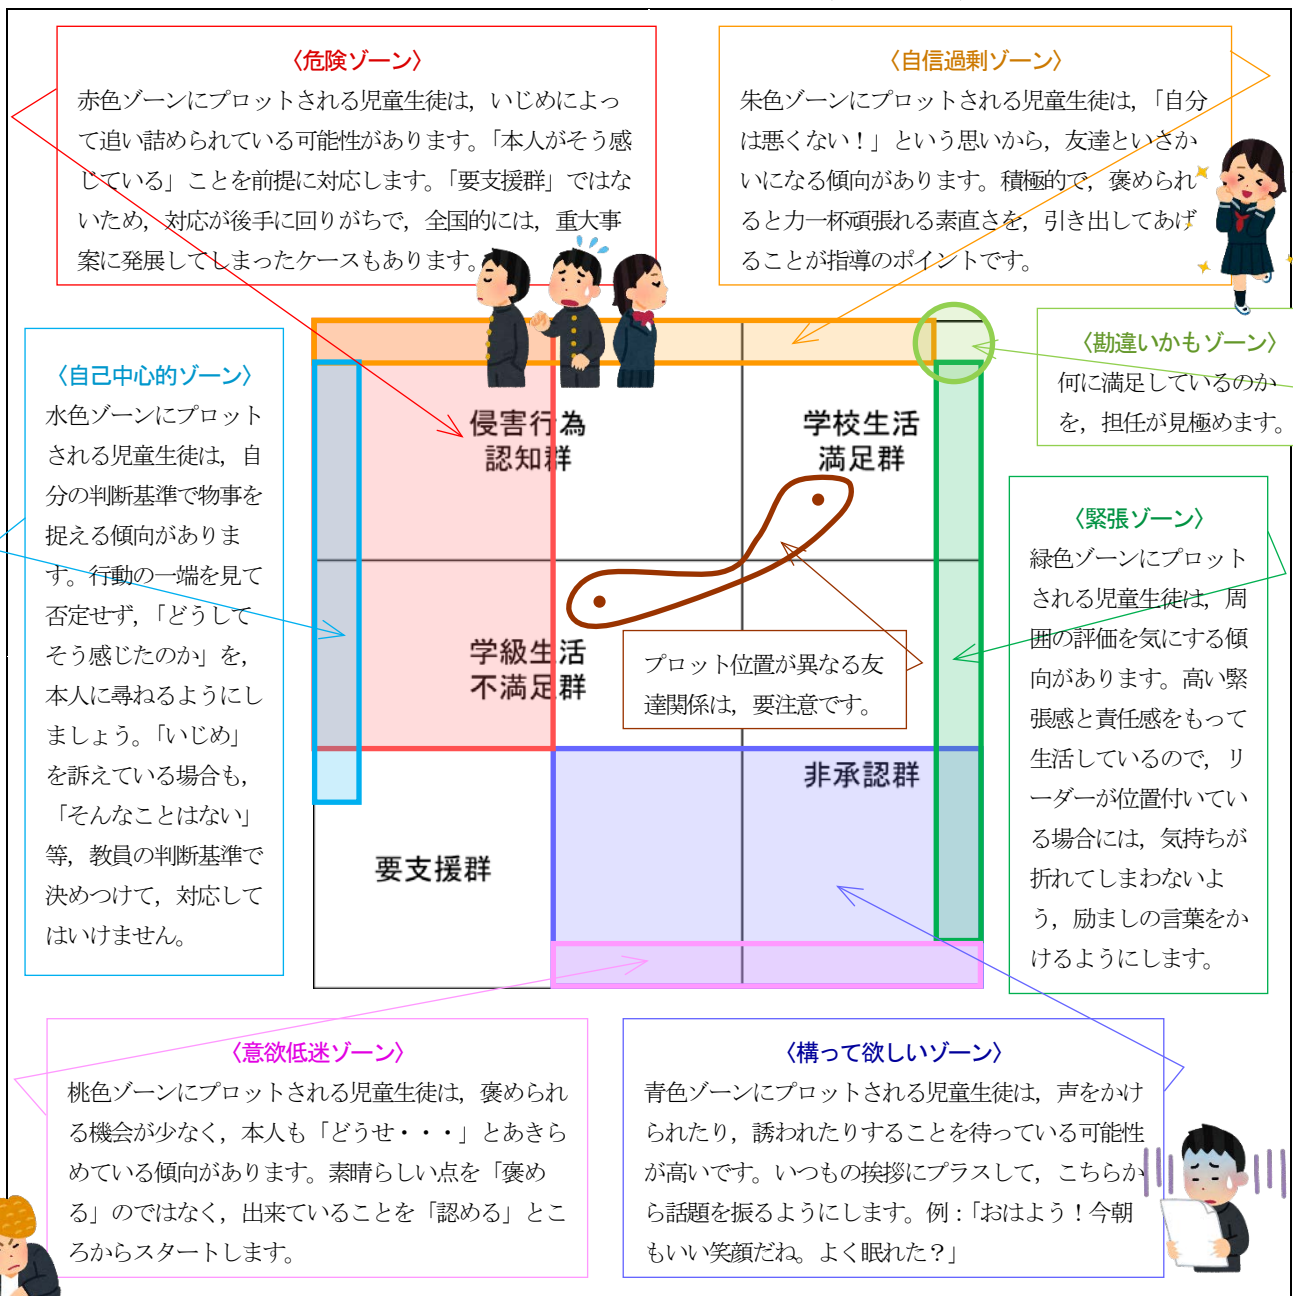 〈危険ゾーン〉
赤色ゾーンにプロットされる児童生徒は，いじめによっ
て追い詰められている可能性があります。「本人がそう感
じている」ことを前提に対応します。「要支援群」ではな
いため，対応が後手に回りがちで，全国的には，重大事
案に発展してしまったケースもあります。
〈自信過剰ゾーン〉
朱色ゾーンにプロットされる児童生徒は，「自分
は悪くない！」という思いから，友達といさか
いになる傾向があります。積極的で，褒められ
ると力一杯頑張れる素直さを，引き出してあげ
ることが指導のポイントです。
〈自己中心的ゾーン〉
水色ゾーンにプロット
される児童生徒は，自
分の判断基準で物事を
捉える傾向がありま
す。行動の一端を見て
否定せず，「どうして
そう感じたのか」を，
本人に尋ねるようにし
ましょう。「いじめ」
を訴えている場合も，
「そんなことはない」
等，教員の判断基準で
決めつけて，対応して
はいけません。
侵害行為
認知群
学校生活
満足群
学級生活
不満足群
プロット位置が異なる友
達関係は，要注意です。
非承認群
要支援群
〈勘違いかもゾーン〉
何に満足しているのか
を，担任が見極めます。
〈緊張ゾーン〉
緑色ゾーンにプロット
される児童生徒は，周
囲の評価を気にする傾
向があります。高い緊
張感と責任感をもって
生活しているので，リ
ーダーが位置付いてい
る場合には，気持ちが
折れてしまわないよ
う，励ましの言葉をか
けるようにします。
〈意欲低迷ゾーン〉
桃色ゾーンにプロットされる児童生徒は，褒められ
る機会が少なく，本人も「どうせ・・・」とあきら
めている傾向があります。素晴らしい点を「褒め
る」のではなく，出来ていることを「認める」とこ
ろからスタートします。
〈構って欲しいゾーン〉
青色ゾーンにプロットされる児童生徒は，声をかけ
られたり，誘われたりすることを待っている可能性
が高いです。いつもの挨拶にプラスして，こちらか
ら話題を振るようにします。例：「おはよう！今朝
もいい笑顔だね。よく眠れた？」